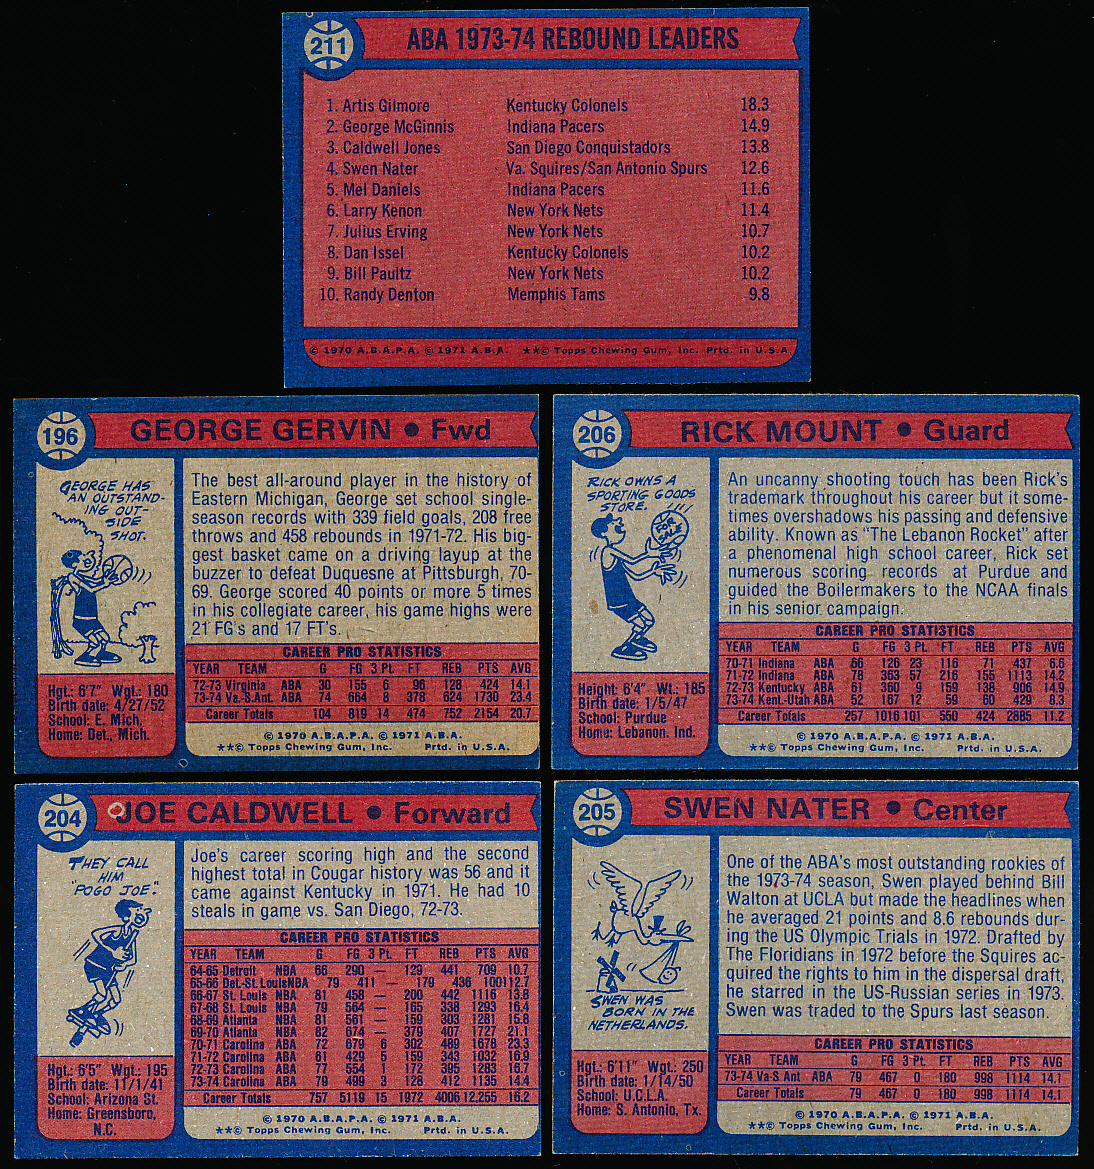 211
ABA 1973-74 REBOUND LEADERS
1. Artis Gilmore Kentucky Colonels 18.3
2. George McGinnis Indiana Pacers 14.9
3. Caldwell Jones San Diego Conquistadors 13.8
4. Swen Nater Va. Squires/San Antonio Spurs 12.6
5. Mel Daniels Indiana Pacers 11.6
6. Larry Kenon New York Nets 11.4
7. Julius Erving New York Nets 10.7
8. Dan Issel Kentucky Colonels 10.2
9. Bill Paultz New York Nets 10.2
10. Randy Denton Memphis Tams 9.8
© 1970 A.B.A.P.A. © 1971 A.B.A. **© Topps Chewing Gum, Inc. Prtd. in U.S.A.
196
GEORGE GERVIN • Fwd
GEORGE HAS
AN OUTSTAND-
ING OUT-
SIDE
SHOT.
The best all-around player in the history of
Eastern Michigan, George set school single-
season records with 339 field goals, 208 free
throws and 458 rebounds in 1971-72. His big-
gest basket came on a driving layup at the
buzzer to defeat Duquesne at Pittsburgh, 70-
69. George scored 40 points or more 5 times
in his collegiate career, his game highs were
21 FG's and 17 FT's.
Hgt.: 6'7" Wgt.: 180
Birth date: 4/27/52
School: E. Mich.
Home: Det., Mich.
CAREER PRO STATISTICS
YEAR TEAM G FG 3 Pt. FT REB PTS AVG
72-73 Virginia ABA 30 155 6 96 128 424 14.1
73-74 Va-S.Ant. ABA 74 664 8 378 624 1730 23.4
Career Totals 104 819 14 474 752 2154 20.7
© 1970 A.B.A.P.A. © 1971 A.B.A.
**© Topps Chewing Gum, Inc. Prtd. in U.S.A.
206
RICK MOUNT • Guard
RICK OWNS A
SPORTING GOODS
STORE.
FOR
SALE
An uncanny shooting touch has been Rick's
trademark throughout his career but it some-
times overshadows his passing and defensive
ability. Known as "The Lebanon Rocket" after
a phenomenal high school career, Rick set
numerous scoring records at Purdue and
guided the Boilermakers to the NCAA finals
in his senior campaign.
Height: 6'4" Wt.: 185
Birth date: 1/5/47
School: Purdue
Home: Lebanon, Ind.
CAREER PRO STATISTICS
YEAR TEAM G FG 3 Pt. FT REB PTS AVG
70-71 Indiana ABA 66 126 23 116 71 437 6.6
71-72 Indiana ABA 78 363 57 216 156 1113 14.2
72-73 Kentucky ABA 61 360 9 159 138 906 14.9
73-74 Kent.-Utah ABA 52 167 12 59 60 429 8.3
Career Totals 257 1016 101 550 424 2885 11.2
© 1970 A.B.A.P.A. © 1971 A.B.A.
**© Topps Chewing Gum, Inc. Prtd. in U.S.A.
204
JOE CALDWELL • Forward
THEY CALL
HIM
"POGO JOE."
Joe's career scoring high and the second
highest total in Cougar history was 56 and it
came against Kentucky in 1971. He had 10
steals in game vs. San Diego, 72-73.
Hgt.: 6'5" Wgt.: 195
Birth date: 11/1/41
School: Arizona St.
Home: Greensboro,
N.C.
CAREER PRO STATISTICS
YEAR TEAM G FG 3 Pt. FT REB PTS AVG
64-65 Detroit NBA 66 290 — 129 441 709 10.7
65-66 Det.-St. Louis NBA 79 411 — 179 436 1001 12.7
66-67 St. Louis NBA 81 458 — 200 442 1116 13.8
67-68 St. Louis NBA 79 564 — 165 338 1293 16.4
68-69 Atlanta NBA 81 561 — 159 303 1281 15.8
69-70 Atlanta NBA 82 674 — 379 407 1727 21.1
70-71 Carolina ABA 72 679 6 302 489 1678 23.3
71-72 Carolina ABA 61 429 5 159 343 1032 16.9
72-73 Carolina ABA 77 554 1 172 395 1283 16.7
73-74 Carolina ABA 79 499 3 128 412 1135 14.4
Career Totals 757 5119 15 1972 4006 12,255 16.2
© 1970 A.B.A.P.A. © 1971 A.B.A.
**© Topps Chewing Gum, Inc. Prtd. in U.S.A.
205
SWEN NATER • Center
SWEN WAS
BORN IN THE
NETHERLANDS.
One of the ABA's most outstanding rookies of
the 1973-74 season, Swen played behind Bill
Walton at UCLA but made the headlines when
he averaged 21 points and 8.6 rebounds dur-
ing the US Olympic Trials in 1972. Drafted by
The Floridians in 1972 before the Squires ac-
quired the rights to him in the dispersal draft,
he starred in the US-Russian series in 1973.
Swen was traded to the Spurs last season.
Hgt.: 6'11" Wgt.: 250
Birth date: 1/14/50
School: U.C.L.A.
Home: S. Antonio, Tx.
CAREER PRO STATISTICS
YEAR TEAM G FG 3 Pt. FT REB PTS AVG
73-74 Va-S Ant ABA 79 467 0 180 998 1114 14.1
Career Totals 79 467 0 180 998 1114 14.1
© 1970 A.B.A.P.A. © 1971 A.B.A.
**© Topps Chewing Gum, Inc. Prtd. in U.S.A.